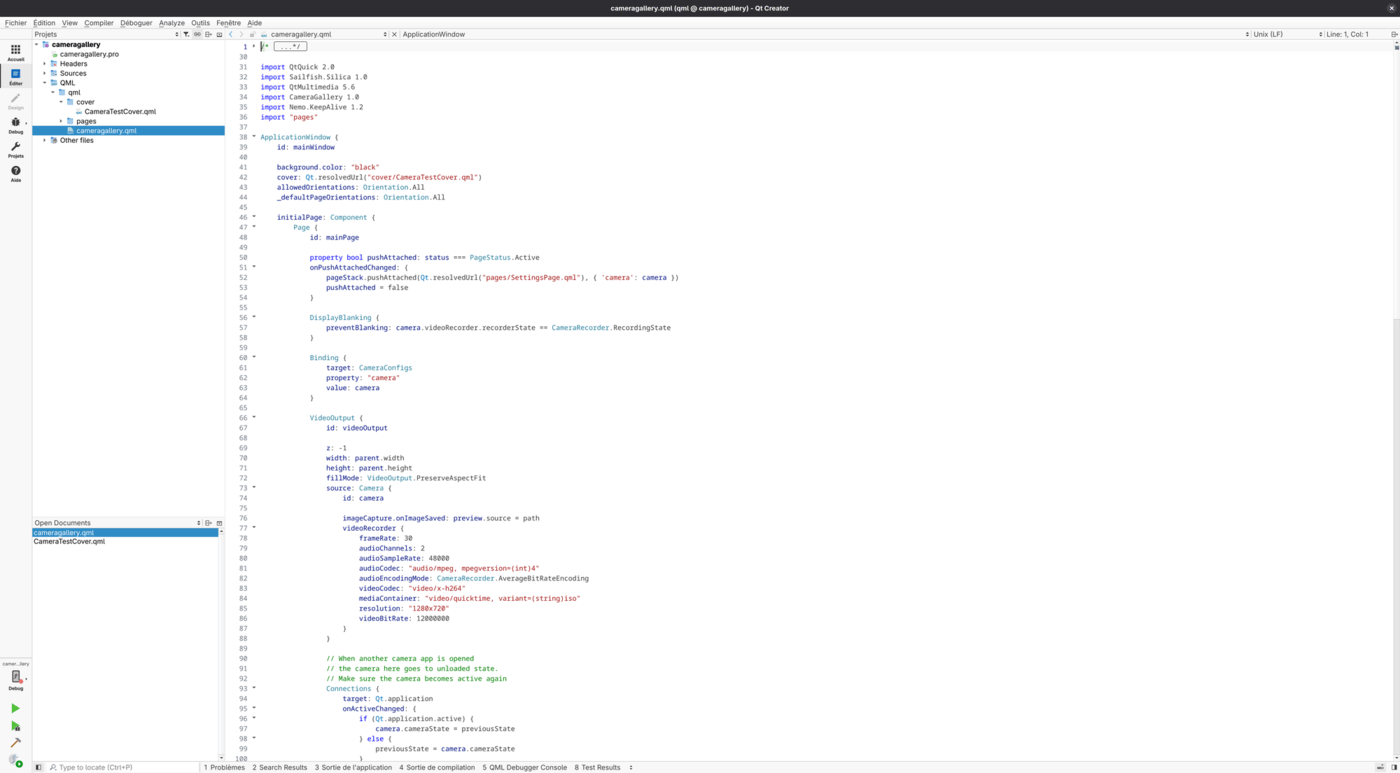 cameragallery.qml (qml @ cameragallery) - Qt Creator
Fichier Édition View Compiler Déboguer Analyze Outils Fenêtre Aide
Projets
cameragallery.qml
ApplicationWindow
Unix (LF)
Line: 1, Col: 1
Accueil
Éditer
Design
Debug
Projets
Aide
cameragallery
cameragallery.pro
Headers
Sources
QML
qml
cover
CameraTestCover.qml
pages
cameragallery.qml
Other files
Open Documents
cameragallery.qml
CameraTestCover.qml
camer...llery
Debug
1 /* ...*/
30
31 import QtQuick 2.0
32 import Sailfish.Silica 1.0
33 import QtMultimedia 5.6
34 import CameraGallery 1.0
35 import Nemo.KeepAlive 1.2
36 import "pages"
37
38 ApplicationWindow {
39 id: mainWindow
40
41 background.color: "black"
42 cover: Qt.resolvedUrl("cover/CameraTestCover.qml")
43 allowedOrientations: Orientation.All
44 _defaultPageOrientations: Orientation.All
45
46 initialPage: Component {
47 Page {
48 id: mainPage
49
50 property bool pushAttached: status === PageStatus.Active
51 onPushAttachedChanged: {
52 pageStack.pushAttached(Qt.resolvedUrl("pages/SettingsPage.qml"), { 'camera': camera })
53 pushAttached = false
54 }
55
56 DisplayBlanking {
57 preventBlanking: camera.videoRecorder.recorderState == CameraRecorder.RecordingState
58 }
59
60 Binding {
61 target: CameraConfigs
62 property: "camera"
63 value: camera
64 }
65
66 VideoOutput {
67 id: videoOutput
68
69 z: -1
70 width: parent.width
71 height: parent.height
72 fillMode: VideoOutput.PreserveAspectFit
73 source: Camera {
74 id: camera
75
76 imageCapture.onImageSaved: preview.source = path
77 videoRecorder {
78 frameRate: 30
79 audioChannels: 2
80 audioSampleRate: 48000
81 audioCodec: "audio/mpeg, mpegversion=(int)4"
82 audioEncodingMode: CameraRecorder.AverageBitRateEncoding
83 videoCodec: "video/x-h264"
84 mediaContainer: "video/quicktime, variant=(string)iso"
85 resolution: "1280x720"
86 videoBitRate: 12000000
87 }
88 }
89
90 // When another camera app is opened
91 // the camera here goes to unloaded state.
92 // Make sure the camera becomes active again
93 Connections {
94 target: Qt.application
95 onActiveChanged: {
96 if (Qt.application.active) {
97 camera.cameraState = previousState
98 } else {
99 previousState = camera.cameraState
100 }
Type to locate (Ctrl+P)
1 Problèmes 2 Search Results 3 Sortie de l'application 4 Sortie de compilation 5 QML Debugger Console 8 Test Results